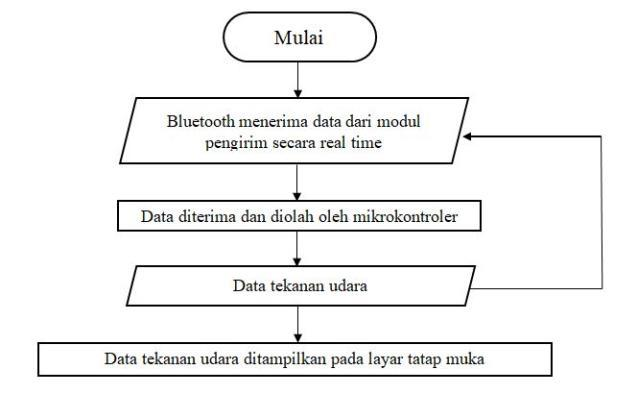 Mulai
Bluetooth menerima data dari modul
pengirim secara real time
Data diterima dan diolah oleh mikrokontroler
Data tekanan udara
Data tekanan udara ditampilkan pada layar tatap muka